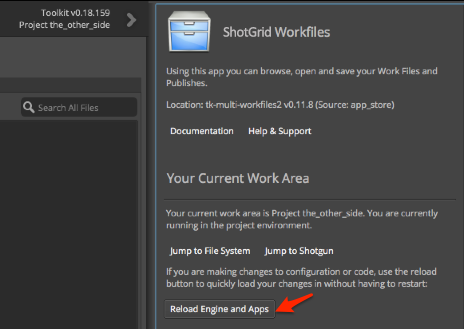 Toolkit v0.18.159
Project the_other_side
Search All Files
ShotGrid Workfiles
Using this app you can browse, open and save your Work Files and
Publishes.
Location: tk-multi-workfiles2 v0.11.8 (Source: app_store)
Documentation Help & Support
Your Current Work Area
Your current work area is Project the_other_side. You are currently
running in the project environment.
Jump to File System Jump to Shotgun
If you are making changes to configuration or code, use the reload
button to quickly load your changes in without having to restart:
Reload Engine and Apps